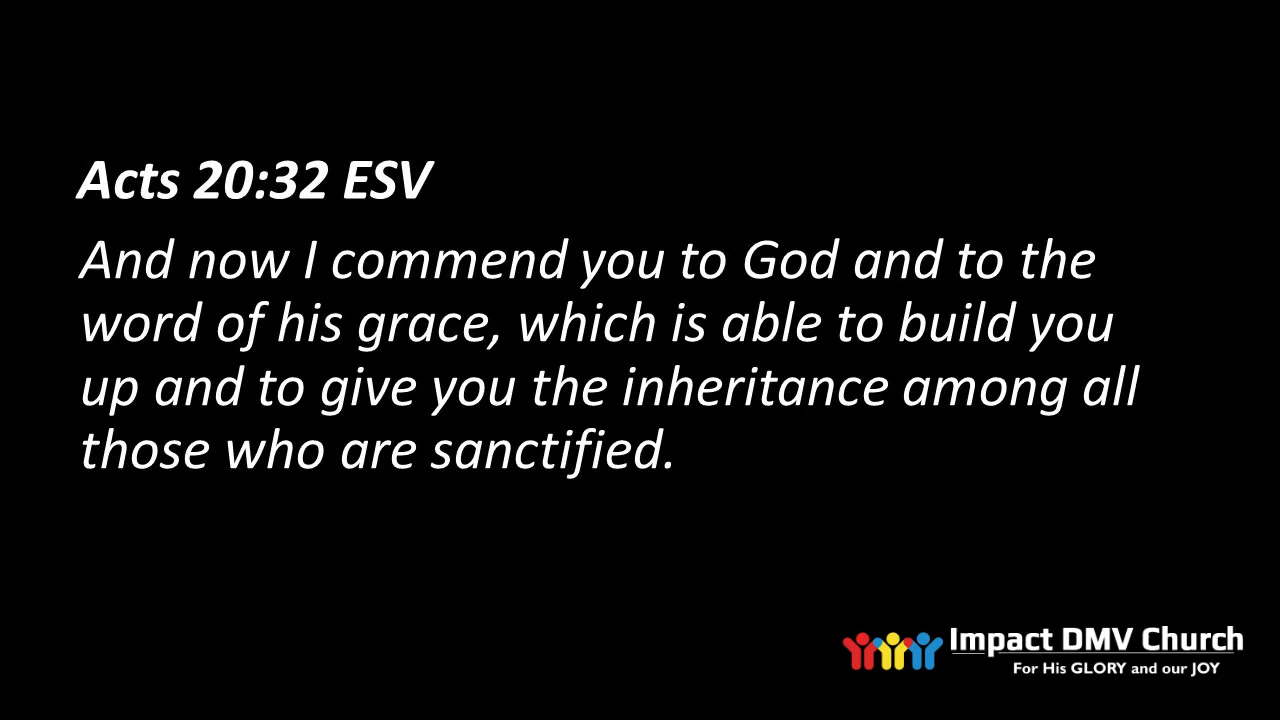 Acts 20:32 ESV
And now I commend you to God and to the
word of his grace, which is able to build you
up and to give you the inheritance among all
those who are sanctified.
Impact DMV Church
For His GLORY and our JOY